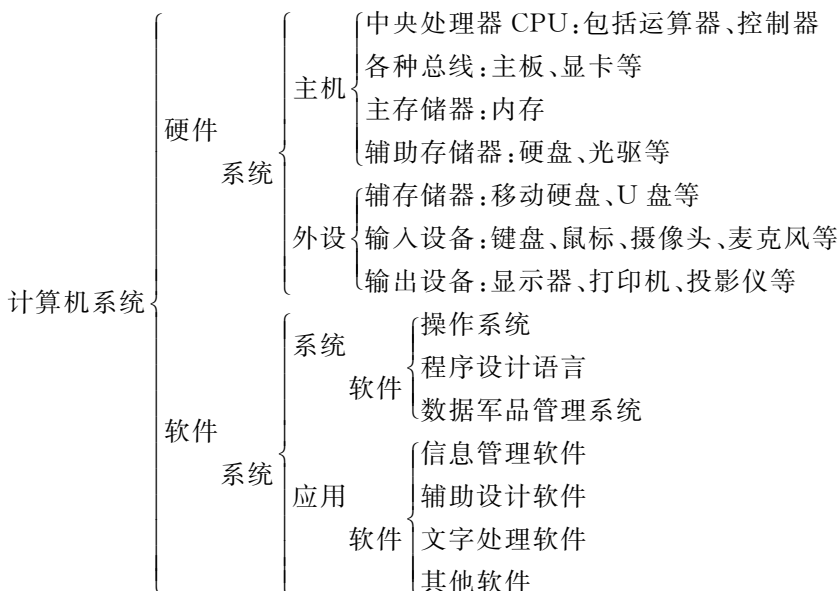 计算机系统
硬件
系统
主机
中央处理器 CPU:包括运算器、控制器
各种总线:主板、显卡等
主存储器:内存
辅助存储器:硬盘、光驱等
外设
辅存储器:移动硬盘、U 盘等
输入设备:键盘、鼠标、摄像头、麦克风等
输出设备:显示器、打印机、投影仪等
软件
系统
系统
软件
操作系统
程序设计语言
数据军品管理系统
应用
软件
信息管理软件
辅助设计软件
文字处理软件
其他软件